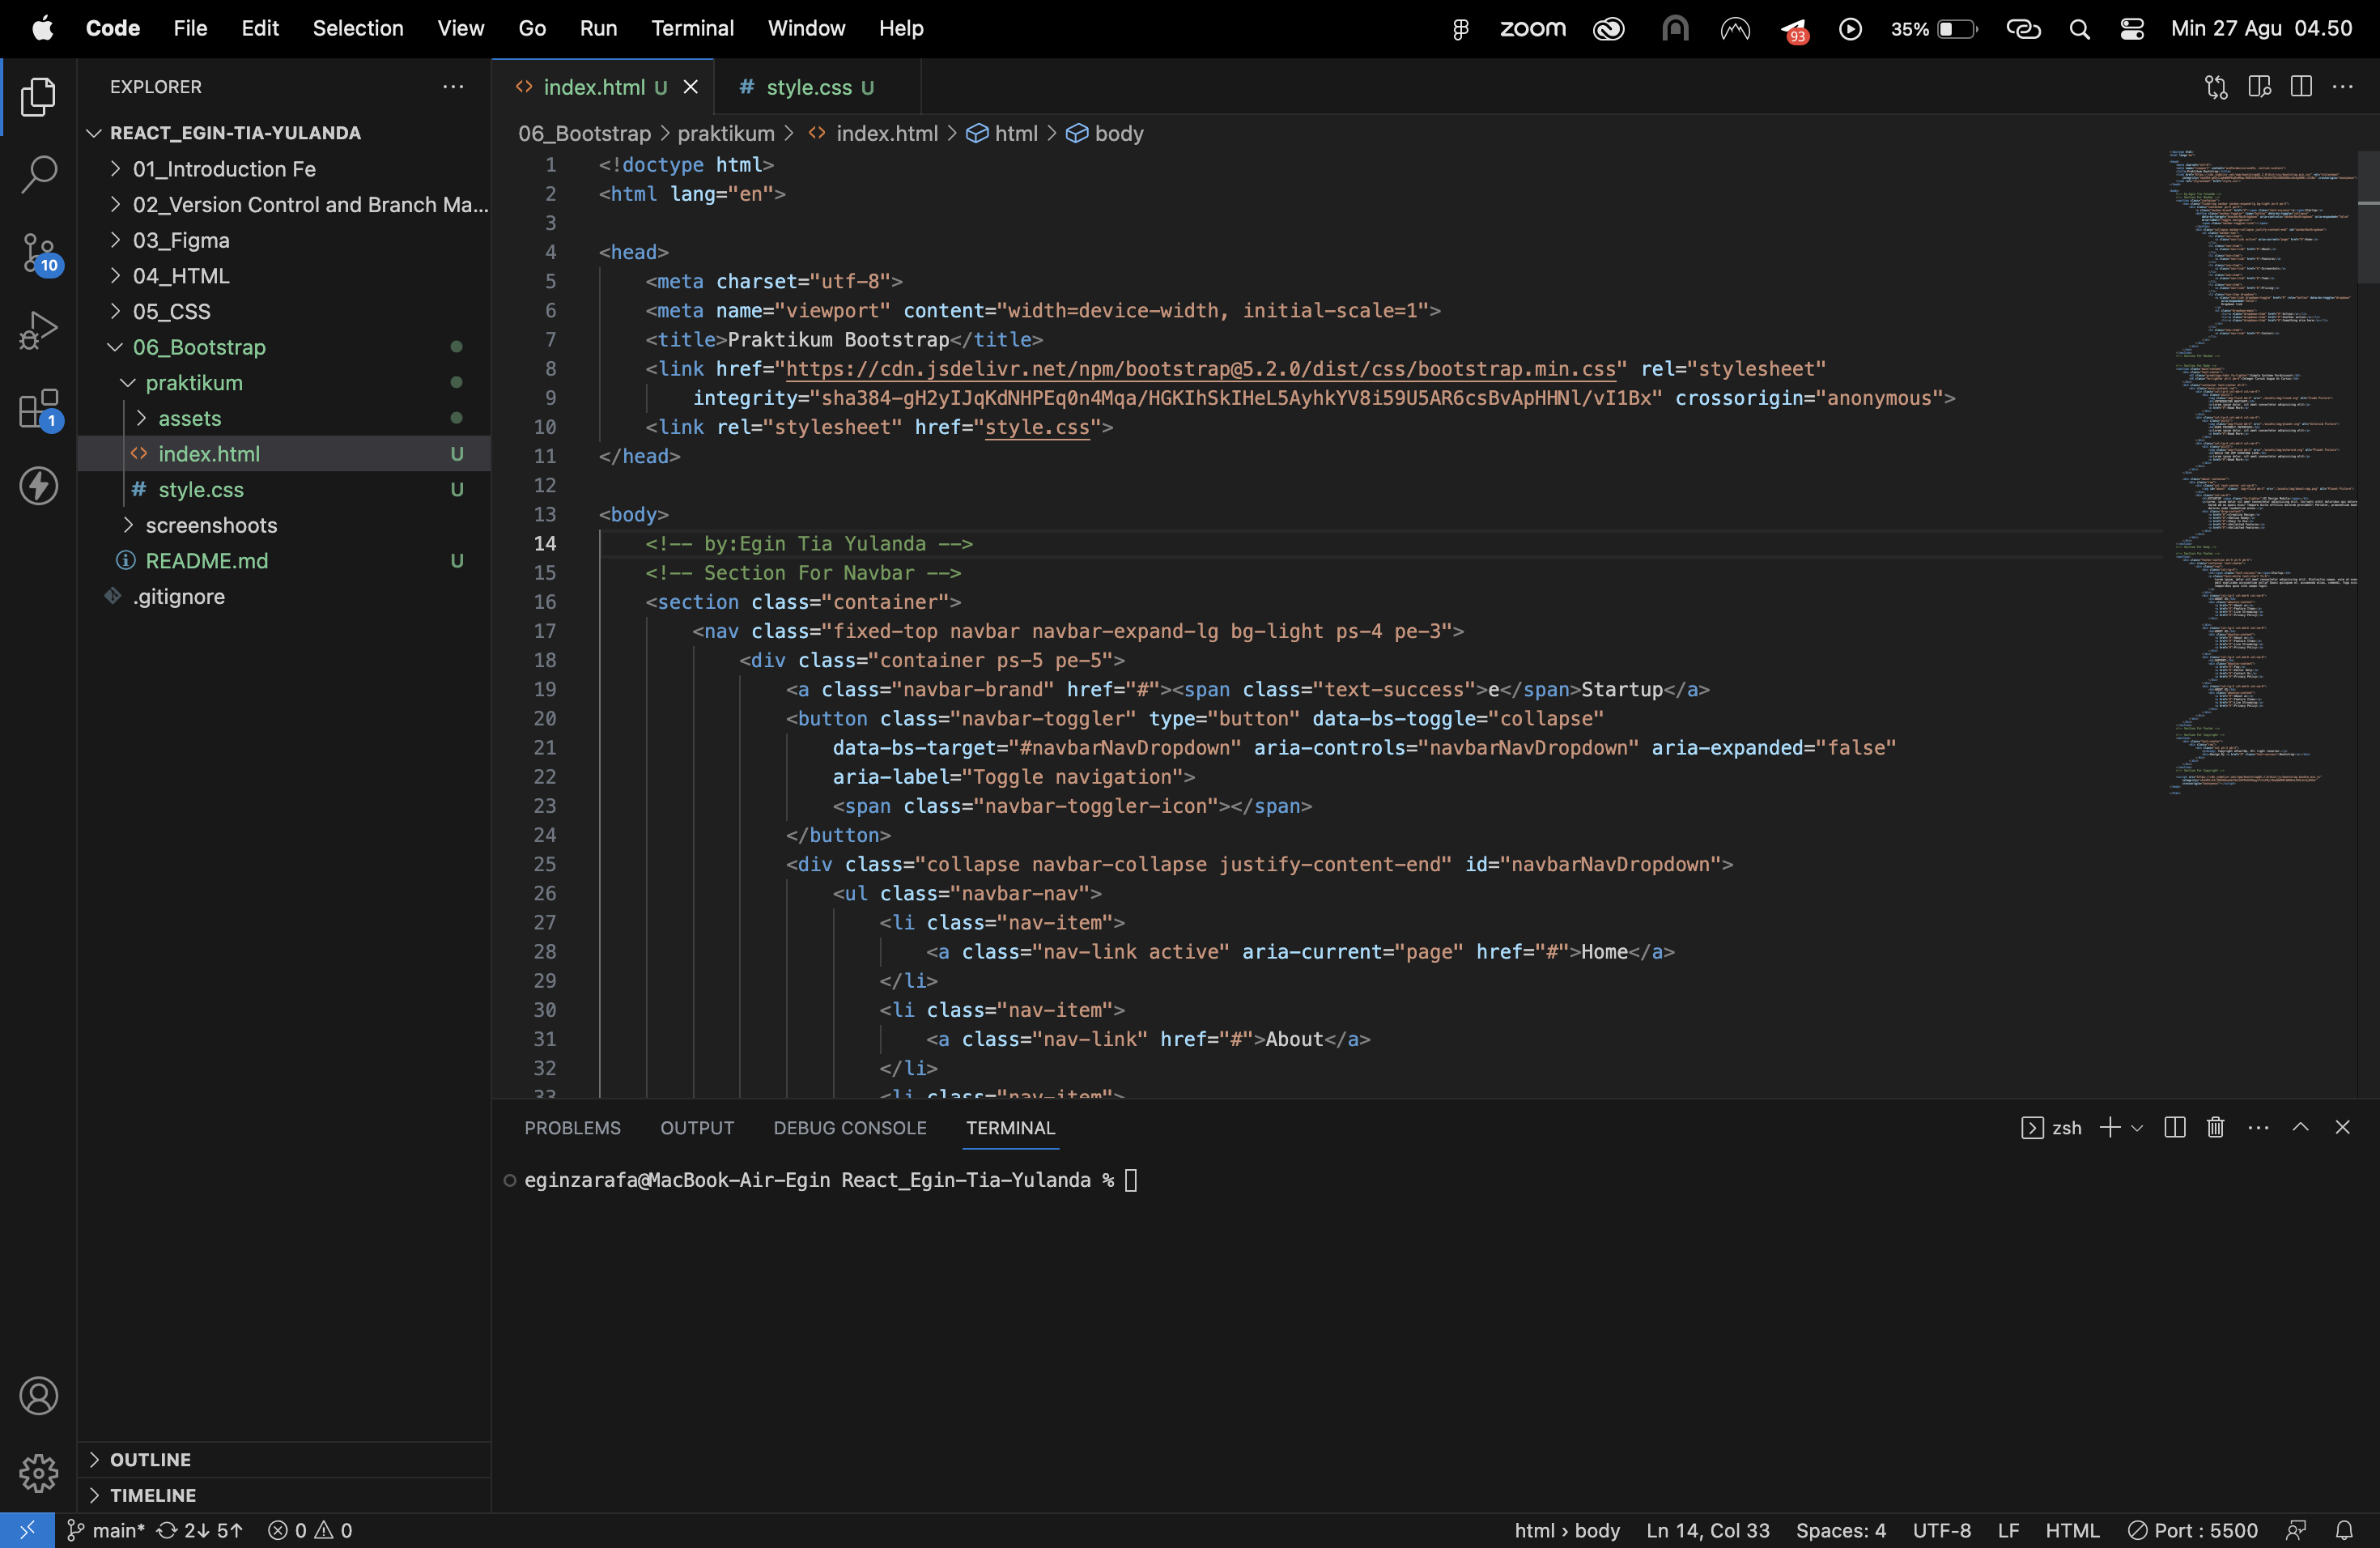 Code File Edit Selection View Go Run Terminal Window Help zoom 93 35% Min 27 Agu 04.50
EXPLORER
index.html U
# style.css U
REACT_EGIN-TIA-YULANDA
01_Introduction Fe
02_Version Control and Branch Ma...
03_Figma
04_HTML
05_CSS
06_Bootstrap
praktikum
assets
index.html U
# style.css U
screenshoots
README.md U
.gitignore
10
1
OUTLINE
TIMELINE
06_Bootstrap > praktikum > index.html > html > body
1 <!doctype html>
2 <html lang="en">
3
4 <head>
5 <meta charset="utf-8">
6 <meta name="viewport" content="width=device-width, initial-scale=1">
7 <title>Praktikum Bootstrap</title>
8 <link href="https://cdn.jsdelivr.net/npm/bootstrap@5.2.0/dist/css/bootstrap.min.css" rel="stylesheet"
9 integrity="sha384-gH2yIJqKdNHPEq0n4Mqa/HGKIhSkIHeL5AyhkYV8i59U5AR6csBvApHHNl/vI1Bx" crossorigin="anonymous">
10 <link rel="stylesheet" href="style.css">
11 </head>
12
13 <body>
14 <!-- by:Egin Tia Yulanda -->
15 <!-- Section For Navbar -->
16 <section class="container">
17 <nav class="fixed-top navbar navbar-expand-lg bg-light ps-4 pe-3">
18 <div class="container ps-5 pe-5">
19 <a class="navbar-brand" href="#"><span class="text-success">e</span>Startup</a>
20 <button class="navbar-toggler" type="button" data-bs-toggle="collapse"
21 data-bs-target="#navbarNavDropdown" aria-controls="navbarNavDropdown" aria-expanded="false"
22 aria-label="Toggle navigation">
23 <span class="navbar-toggler-icon"></span>
24 </button>
25 <div class="collapse navbar-collapse justify-content-end" id="navbarNavDropdown">
26 <ul class="navbar-nav">
27 <li class="nav-item">
28 <a class="nav-link active" aria-current="page" href="#">Home</a>
29 </li>
30 <li class="nav-item">
31 <a class="nav-link" href="#">About</a>
32 </li>
33 <li class="nav-item">
PROBLEMS OUTPUT DEBUG CONSOLE TERMINAL zsh
eginzarafa@MacBook-Air-Egin React_Egin-Tia-Yulanda %
main* 2↓ 5↑ 0 0 html › body Ln 14, Col 33 Spaces: 4 UTF-8 LF HTML Port : 5500